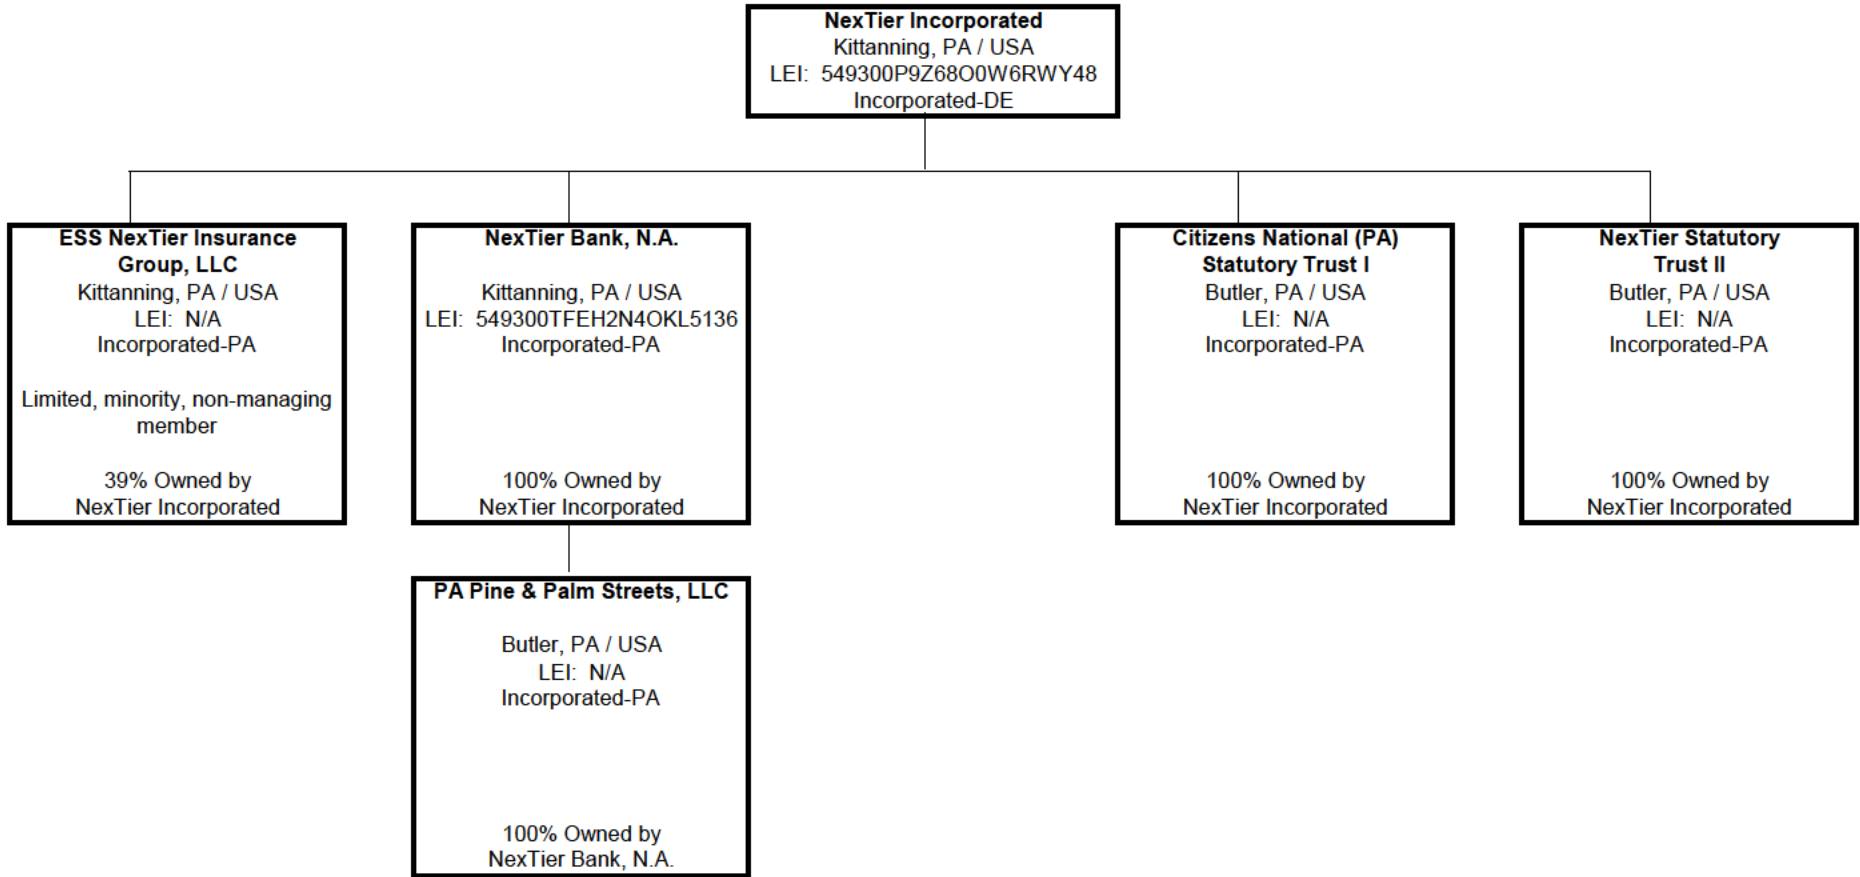 NexTier Incorporated
Kittanning, PA / USA
LEI: 549300P9Z68O0W6RWY48
Incorporated-DE
ESS NexTier Insurance
Group, LLC
Kittanning, PA / USA
LEI: N/A
Incorporated-PA
Limited, minority, non-managing
member
39% Owned by
NexTier Incorporated
NexTier Bank, N.A.
Kittanning, PA / USA
LEI: 549300TFEH2N4OKL5136
Incorporated-PA
100% Owned by
NexTier Incorporated
Citizens National (PA)
Statutory Trust I
Butler, PA / USA
LEI: N/A
Incorporated-PA
100% Owned by
NexTier Incorporated
NexTier Statutory
Trust II
Butler, PA / USA
LEI: N/A
Incorporated-PA
100% Owned by
NexTier Incorporated
PA Pine & Palm Streets, LLC
Butler, PA / USA
LEI: N/A
Incorporated-PA
100% Owned by
NexTier Bank, N.A.